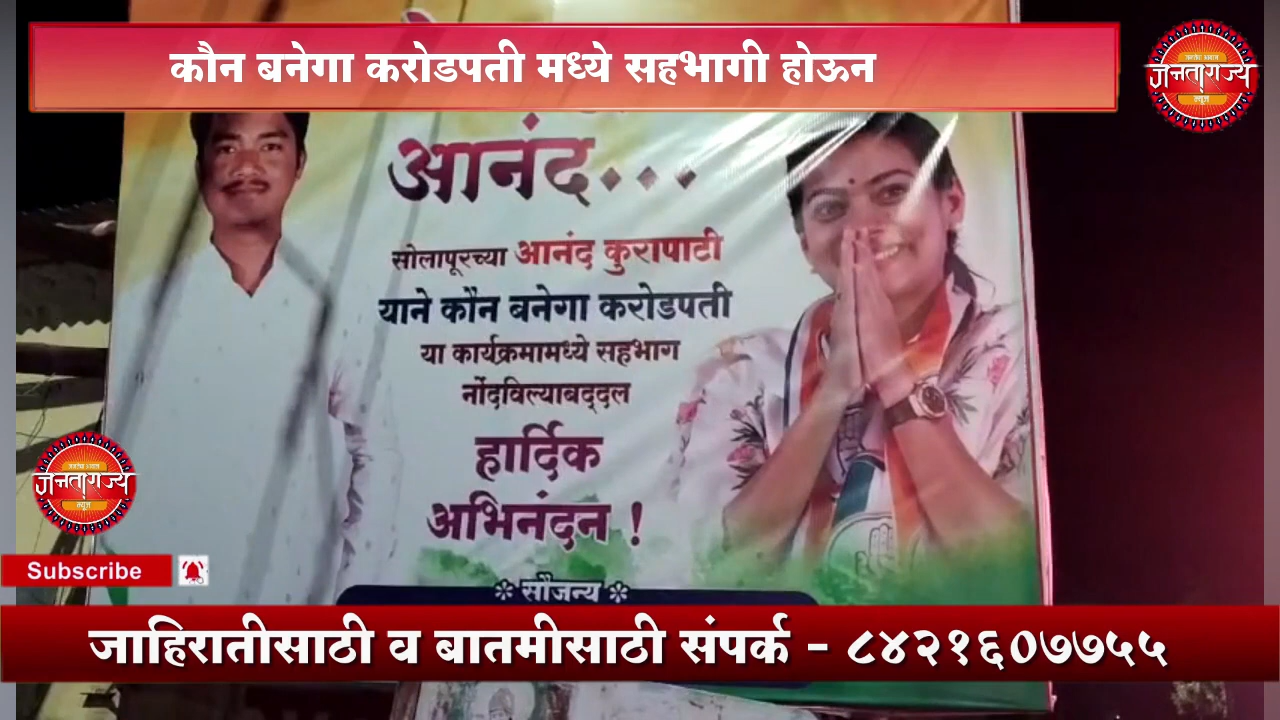 कौन बनेगा करोडपती मध्ये सहभागी होऊन
जनताराज्य
आनंद...
सोलापूरच्या आनंद कुरापाटी
याने कौन बनेगा करोडपती
या कार्यक्रमामध्ये सहभाग
नोंदविल्याबद्दल
हार्दिक
अभिनंदन !
जनताराज्य
न्यूज
Subscribe
सौजन्य
जाहिरातीसाठी व बातमीसाठी संपर्क - ८४२१६०७७५५